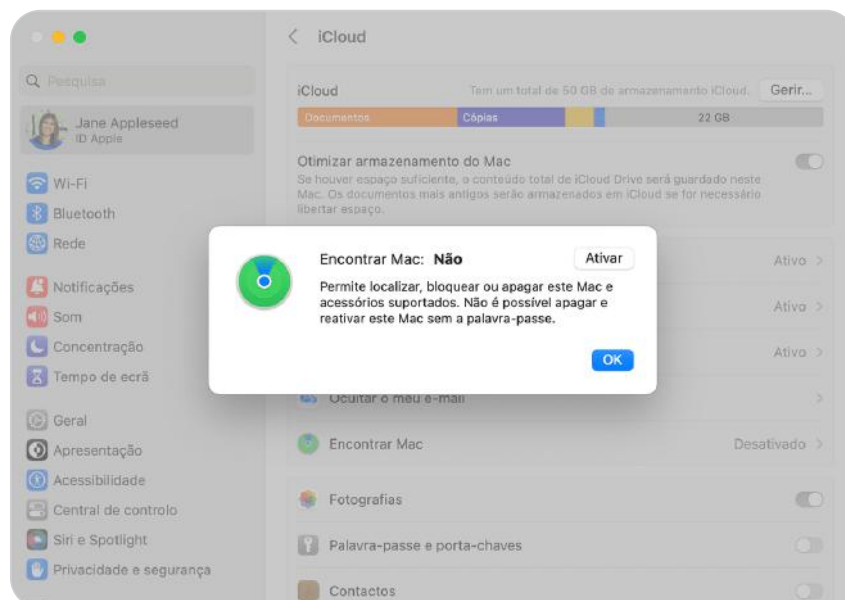 iCloud
Pesquisa
Jane Appleseed
ID Apple
Wi-Fi
Bluetooth
Rede
Notificações
Som
Concentração
Tempo de ecrã
Geral
Apresentação
Acessibilidade
Central de controlo
Siri e Spotlight
Privacidade e segurança
iCloud
Tem um total de 50 GB de armazenamento iCloud.
Gerir...
Documentos
Cópias
22 GB
Otimizar armazenamento do Mac
Se houver espaço suficiente, o conteúdo total de iCloud Drive será guardado neste
Mac. Os documentos mais antigos serão armazenados em iCloud se for necessário
libertar espaço.
Ativo
Ativo
Ativo
Encontrar Mac: Não
Ativar
Permite localizar, bloquear ou apagar este Mac e
acessórios suportados. Não é possível apagar e
reativar este Mac sem a palavra-passe.
OK
Ocultar o meu e-mail
Encontrar Mac
Desativado
Fotografias
Palavra-passe e porta-chaves
Contactos